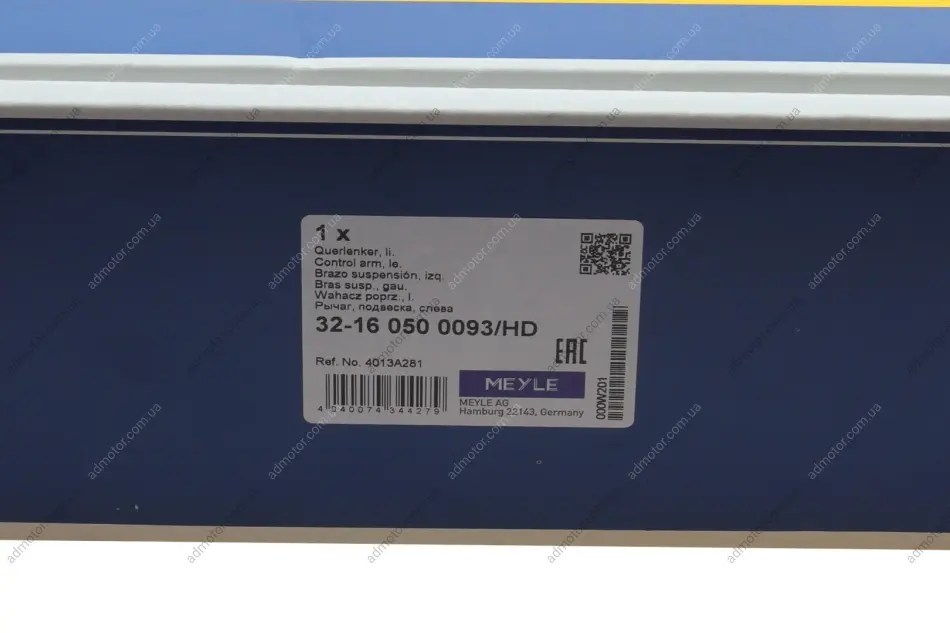 1 x
Querlenker, li.
Control arm, le.
Brazo suspensión, izq.
Bras susp., gau.
Wahacz poprz., l.
Рычаг, подвеска, слева
32-16 050 0093/HD
EAC
Ref. No. 4013A281
MEYLE
4 040074 344279
MEYLE AG
Hamburg 22143, Germany
000W201
admotor.com.ua